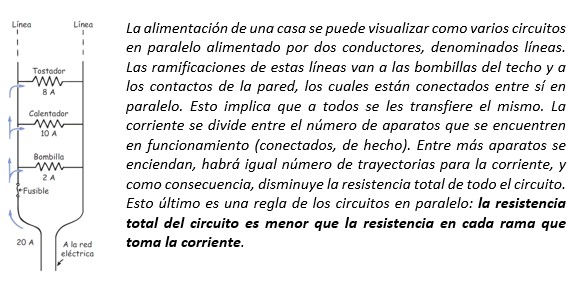 Línea
Línea
Tostador
8 A
Calentador
10 A
Bombilla
2 A
Fusible
20 A
A la red
eléctrica
La alimentación de una casa se puede visualizar como varios circuitos
en paralelo alimentado por dos conductores, denominados líneas.
Las ramificaciones de estas líneas van a las bombillas del techo y a
los contactos de la pared, los cuales están conectados entre sí en
paralelo. Esto implica que a todos se les transfiere el mismo. La
corriente se divide entre el número de aparatos que se encuentren
en funcionamiento (conectados, de hecho). Entre más aparatos se
enciendan, habrá igual número de trayectorias para la corriente, y
como consecuencia, disminuye la resistencia total de todo el circuito.
Esto último es una regla de los circuitos en paralelo: la resistencia
total del circuito es menor que la resistencia en cada rama que
toma la corriente.